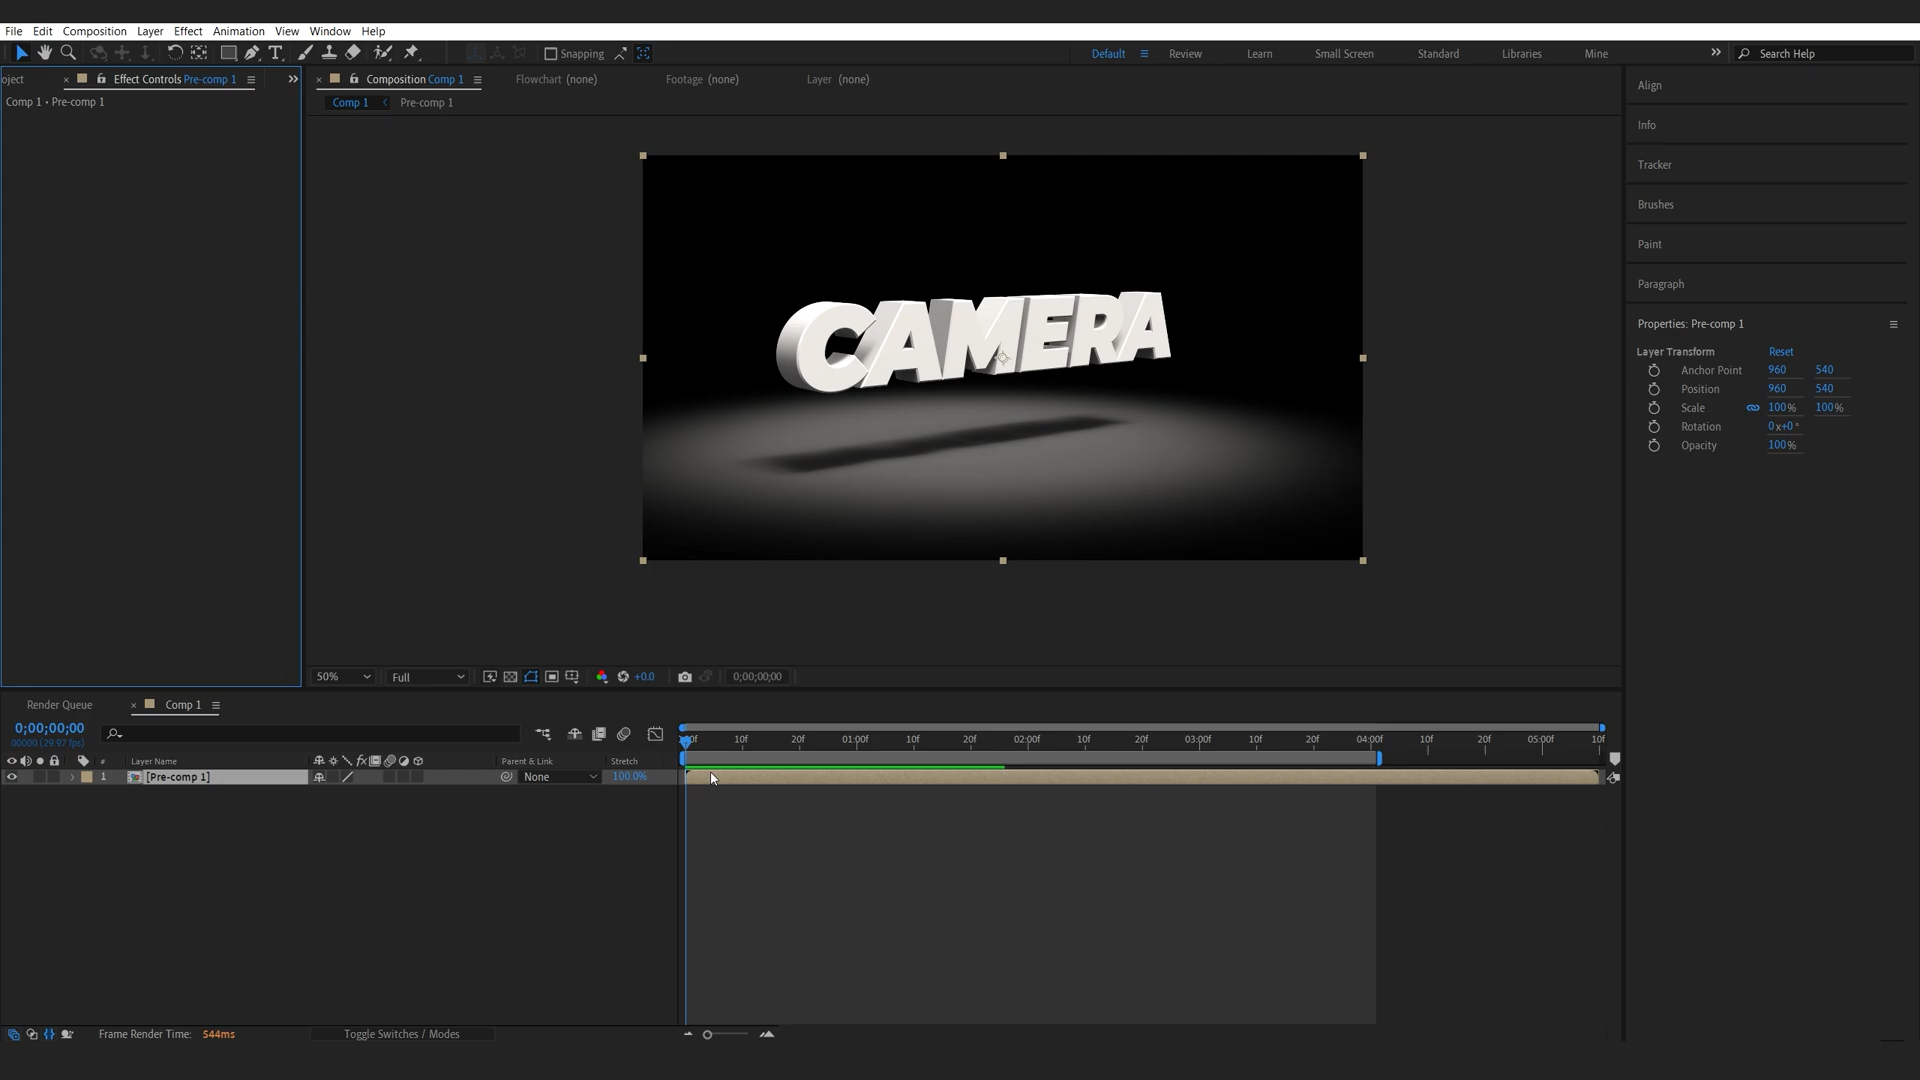 File Edit Composition Layer Effect Animation View Window Help
Snapping
Default Review Learn Small Screen Standard Libraries Mine Search Help
oject Effect Controls Pre-comp 1
Comp 1 • Pre-comp 1
Composition Comp 1 Flowchart (none) Footage (none) Layer (none)
Comp 1 Pre-comp 1
CAMERA
50% Full +0.0 0;00;00;00
Align
Info
Tracker
Brushes
Paint
Paragraph
Properties: Pre-comp 1
Layer Transform Reset
Anchor Point 960 540
Position 960 540
Scale 100% 100%
Rotation 0x+0°
Opacity 100%
Render Queue Comp 1
0;00;00;00
00000 (29.97 fps)
10f 20f 01:00f 10f 20f 02:00f 10f 20f 03:00f 10f 20f 04:00f 10f 20f 05:00f 10f
# Layer Name fx Parent & Link Stretch
1 [Pre-comp 1] None 100.0%
Frame Render Time: 544ms Toggle Switches / Modes